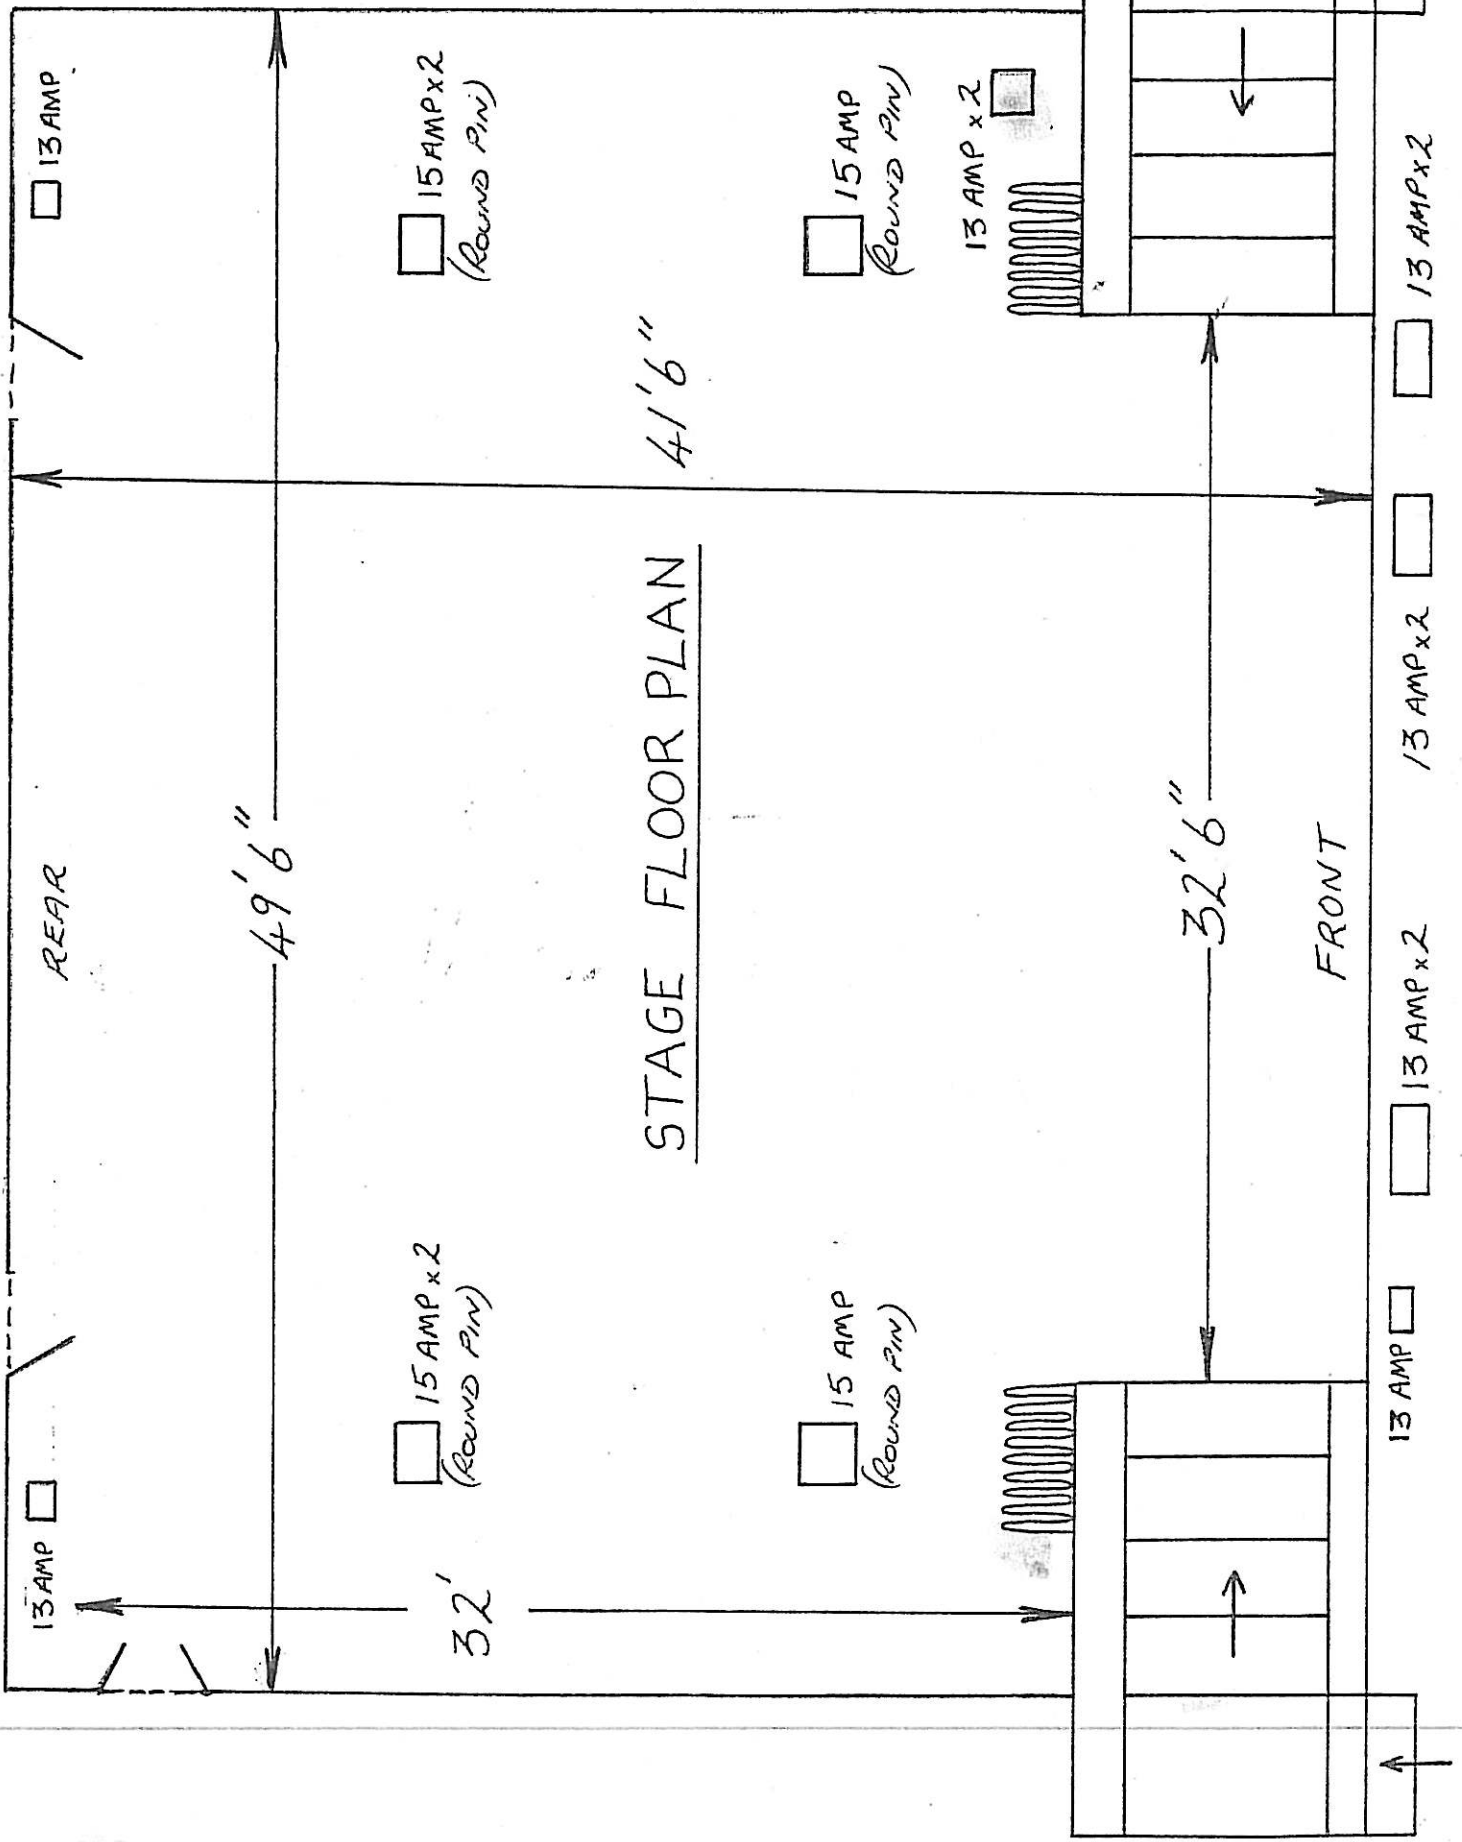 13 AMP
REAR
13 AMP
49'6"
15 AMP x 2
(ROUND PIN)
15 AMP x 2
(ROUND PIN)
32'
STAGE FLOOR PLAN
41'6"
15 AMP
(ROUND PIN)
15 AMP
(ROUND PIN)
13 AMP x 2
32'6"
FRONT
13 AMP
13 AMP x 2
13 AMP x 2
13 AMP x 2